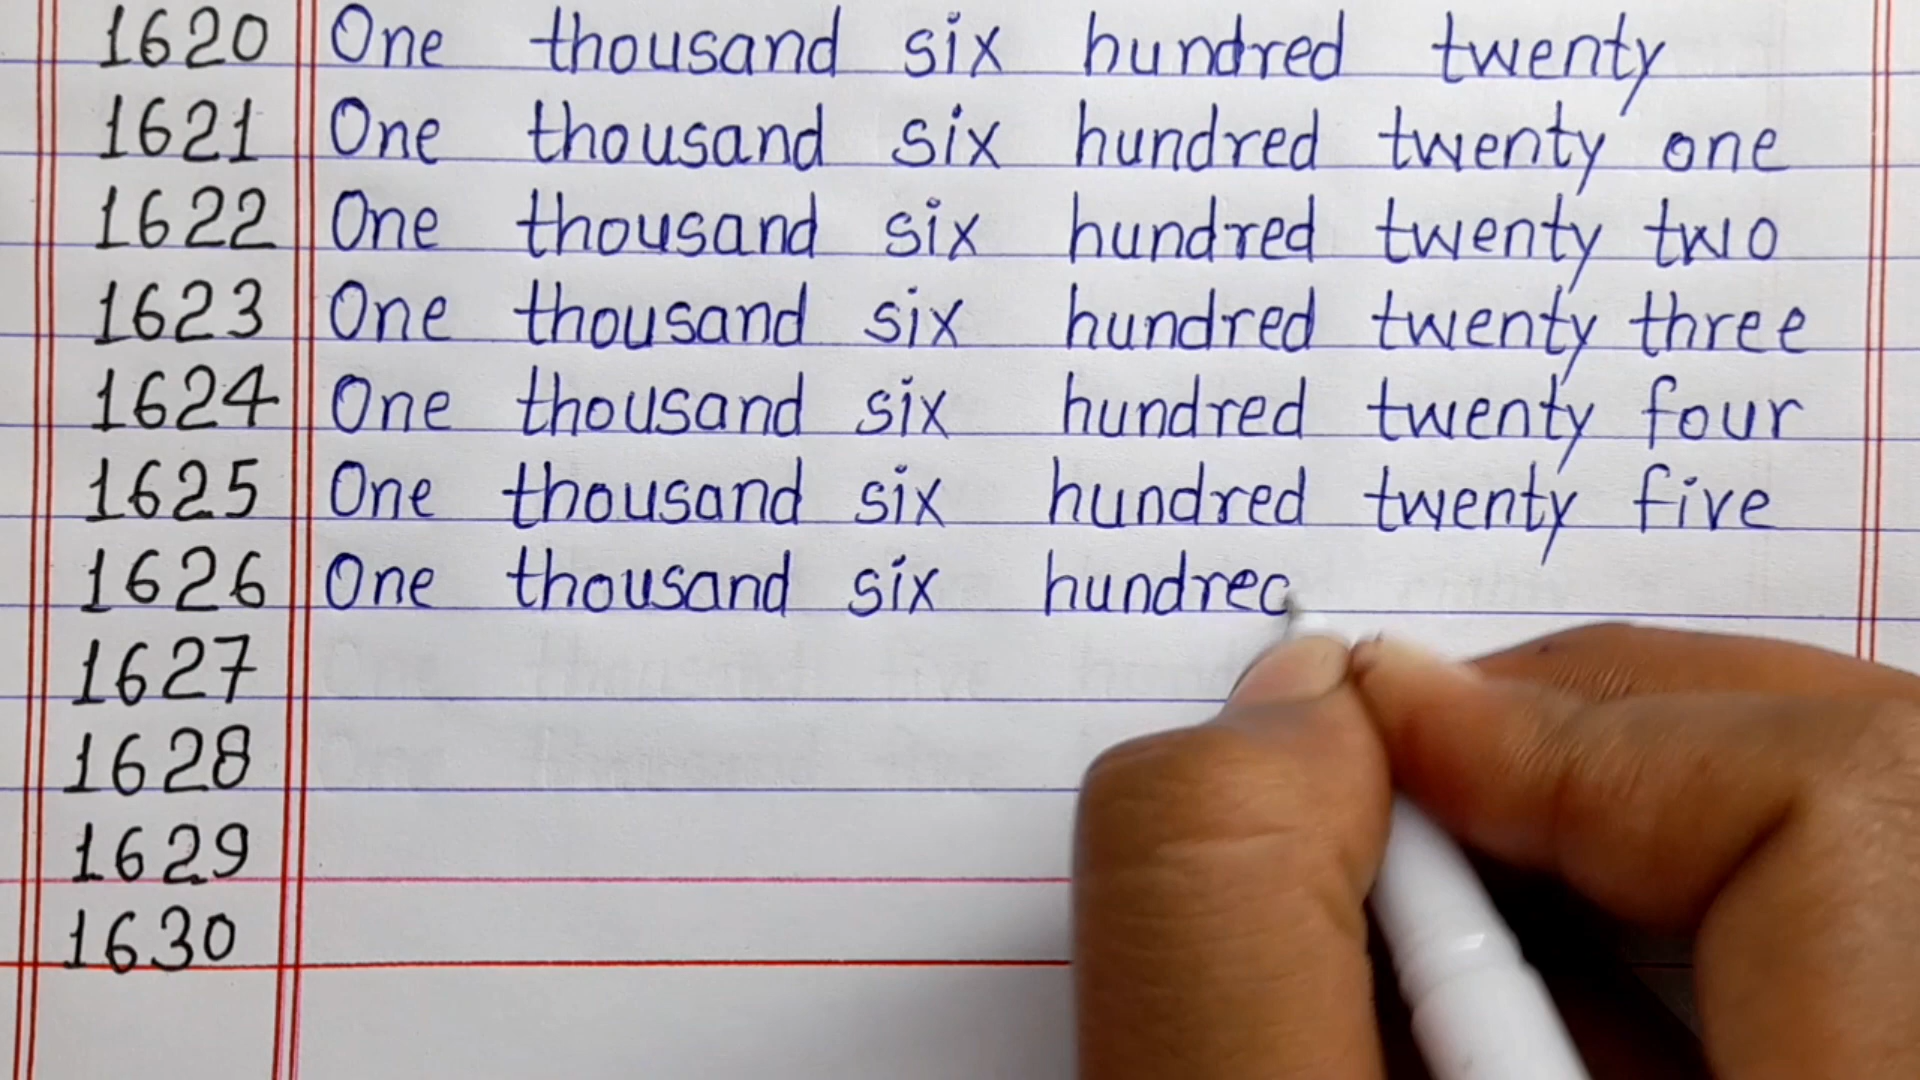 1620 One thousand six hundred twenty
1621 One thousand six hundred twenty one
1622 One thousand six hundred twenty two
1623 One thousand six hundred twenty three
1624 One thousand six hundred twenty four
1625 One thousand six hundred twenty five
1626 One thousand six hundrec
1627
1628
1629
1630